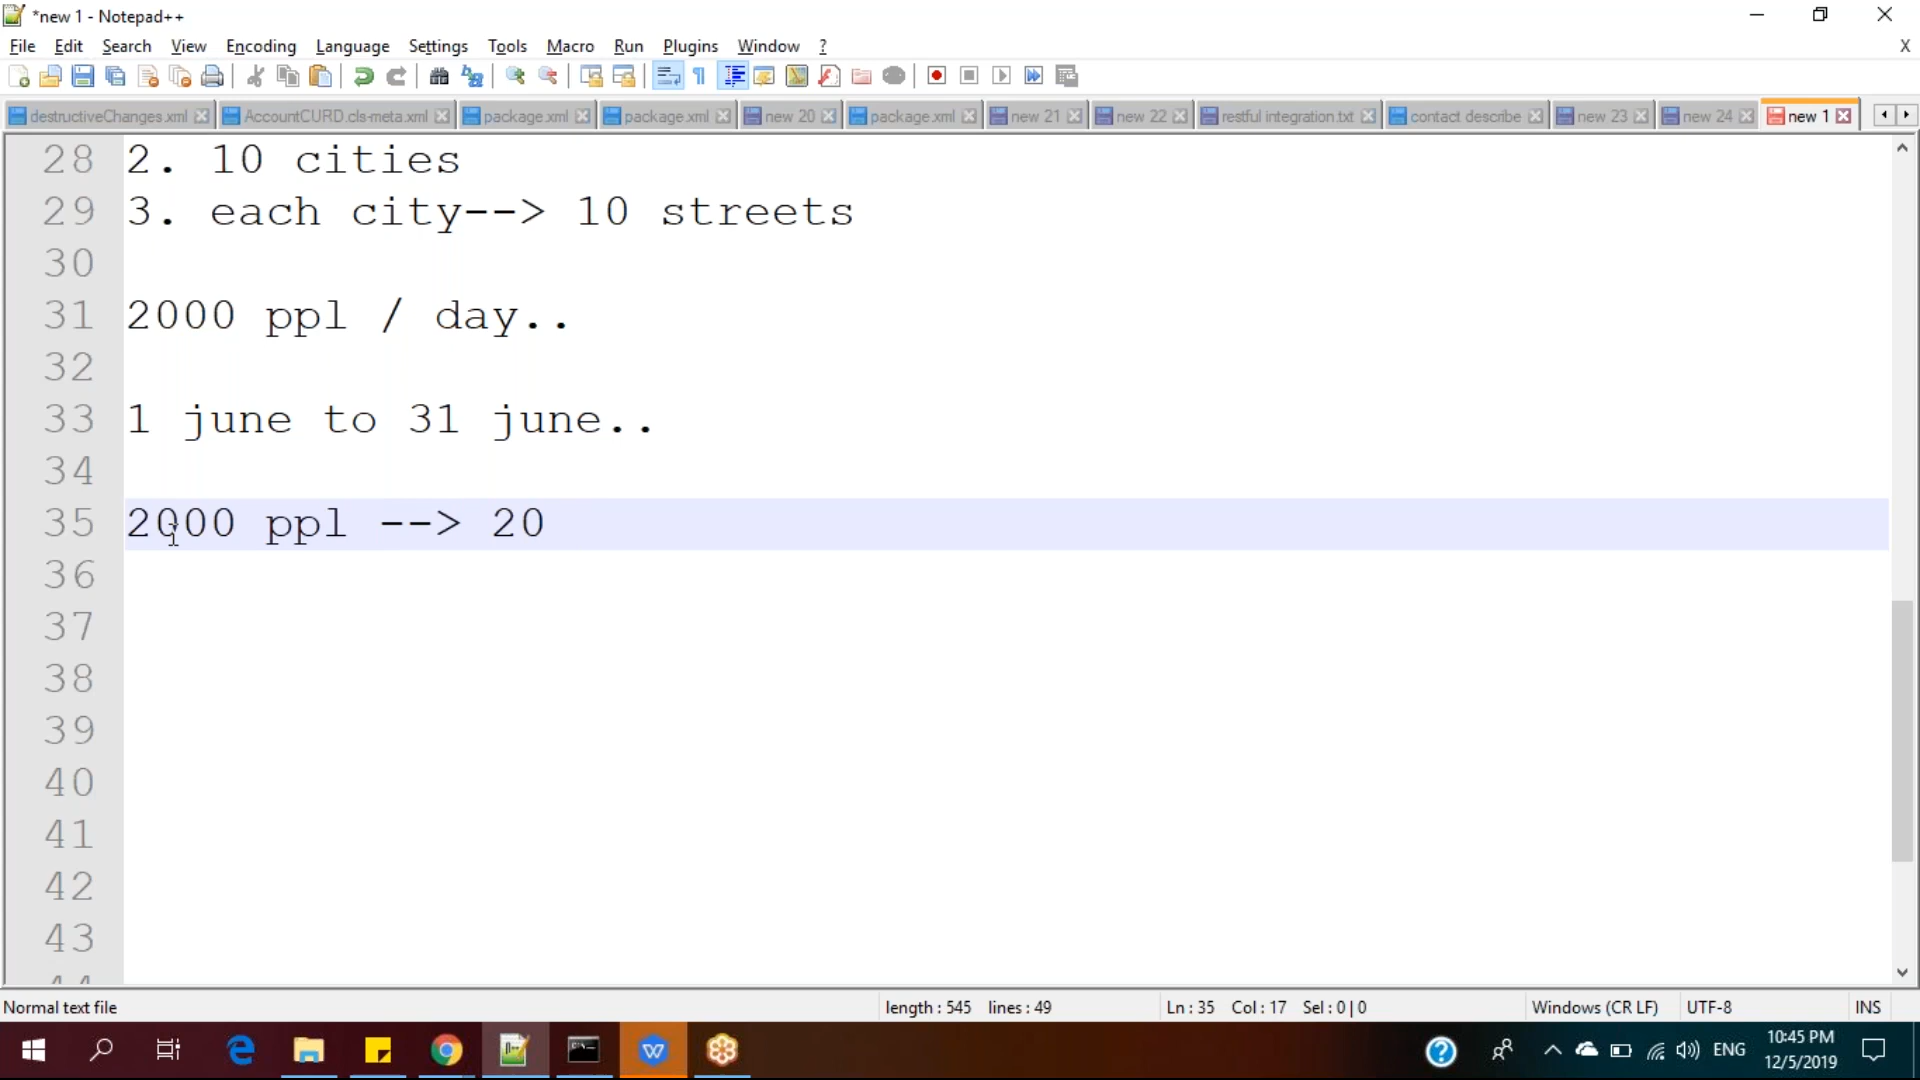 *new 1 - Notepad++
File Edit Search View Encoding Language Settings Tools Macro Run Plugins Window ? X
destructiveChanges.xml AccountCURD.cls-meta.xml package.xml package.xml new 20 package.xml new 21 new 22 restful integration.txt contact describe new 23 new 24 new 1
28 2. 10 cities
29 3. each city--> 10 streets
30
31 2000 ppl / day..
32
33 1 june to 31 june..
34
35 2000 ppl --> 20
36
37
38
39
40
41
42
43
Normal text file length : 545 lines : 49 Ln : 35 Col : 17 Sel : 0 | 0 Windows (CR LF) UTF-8 INS
ENG 10:45 PM
12/5/2019